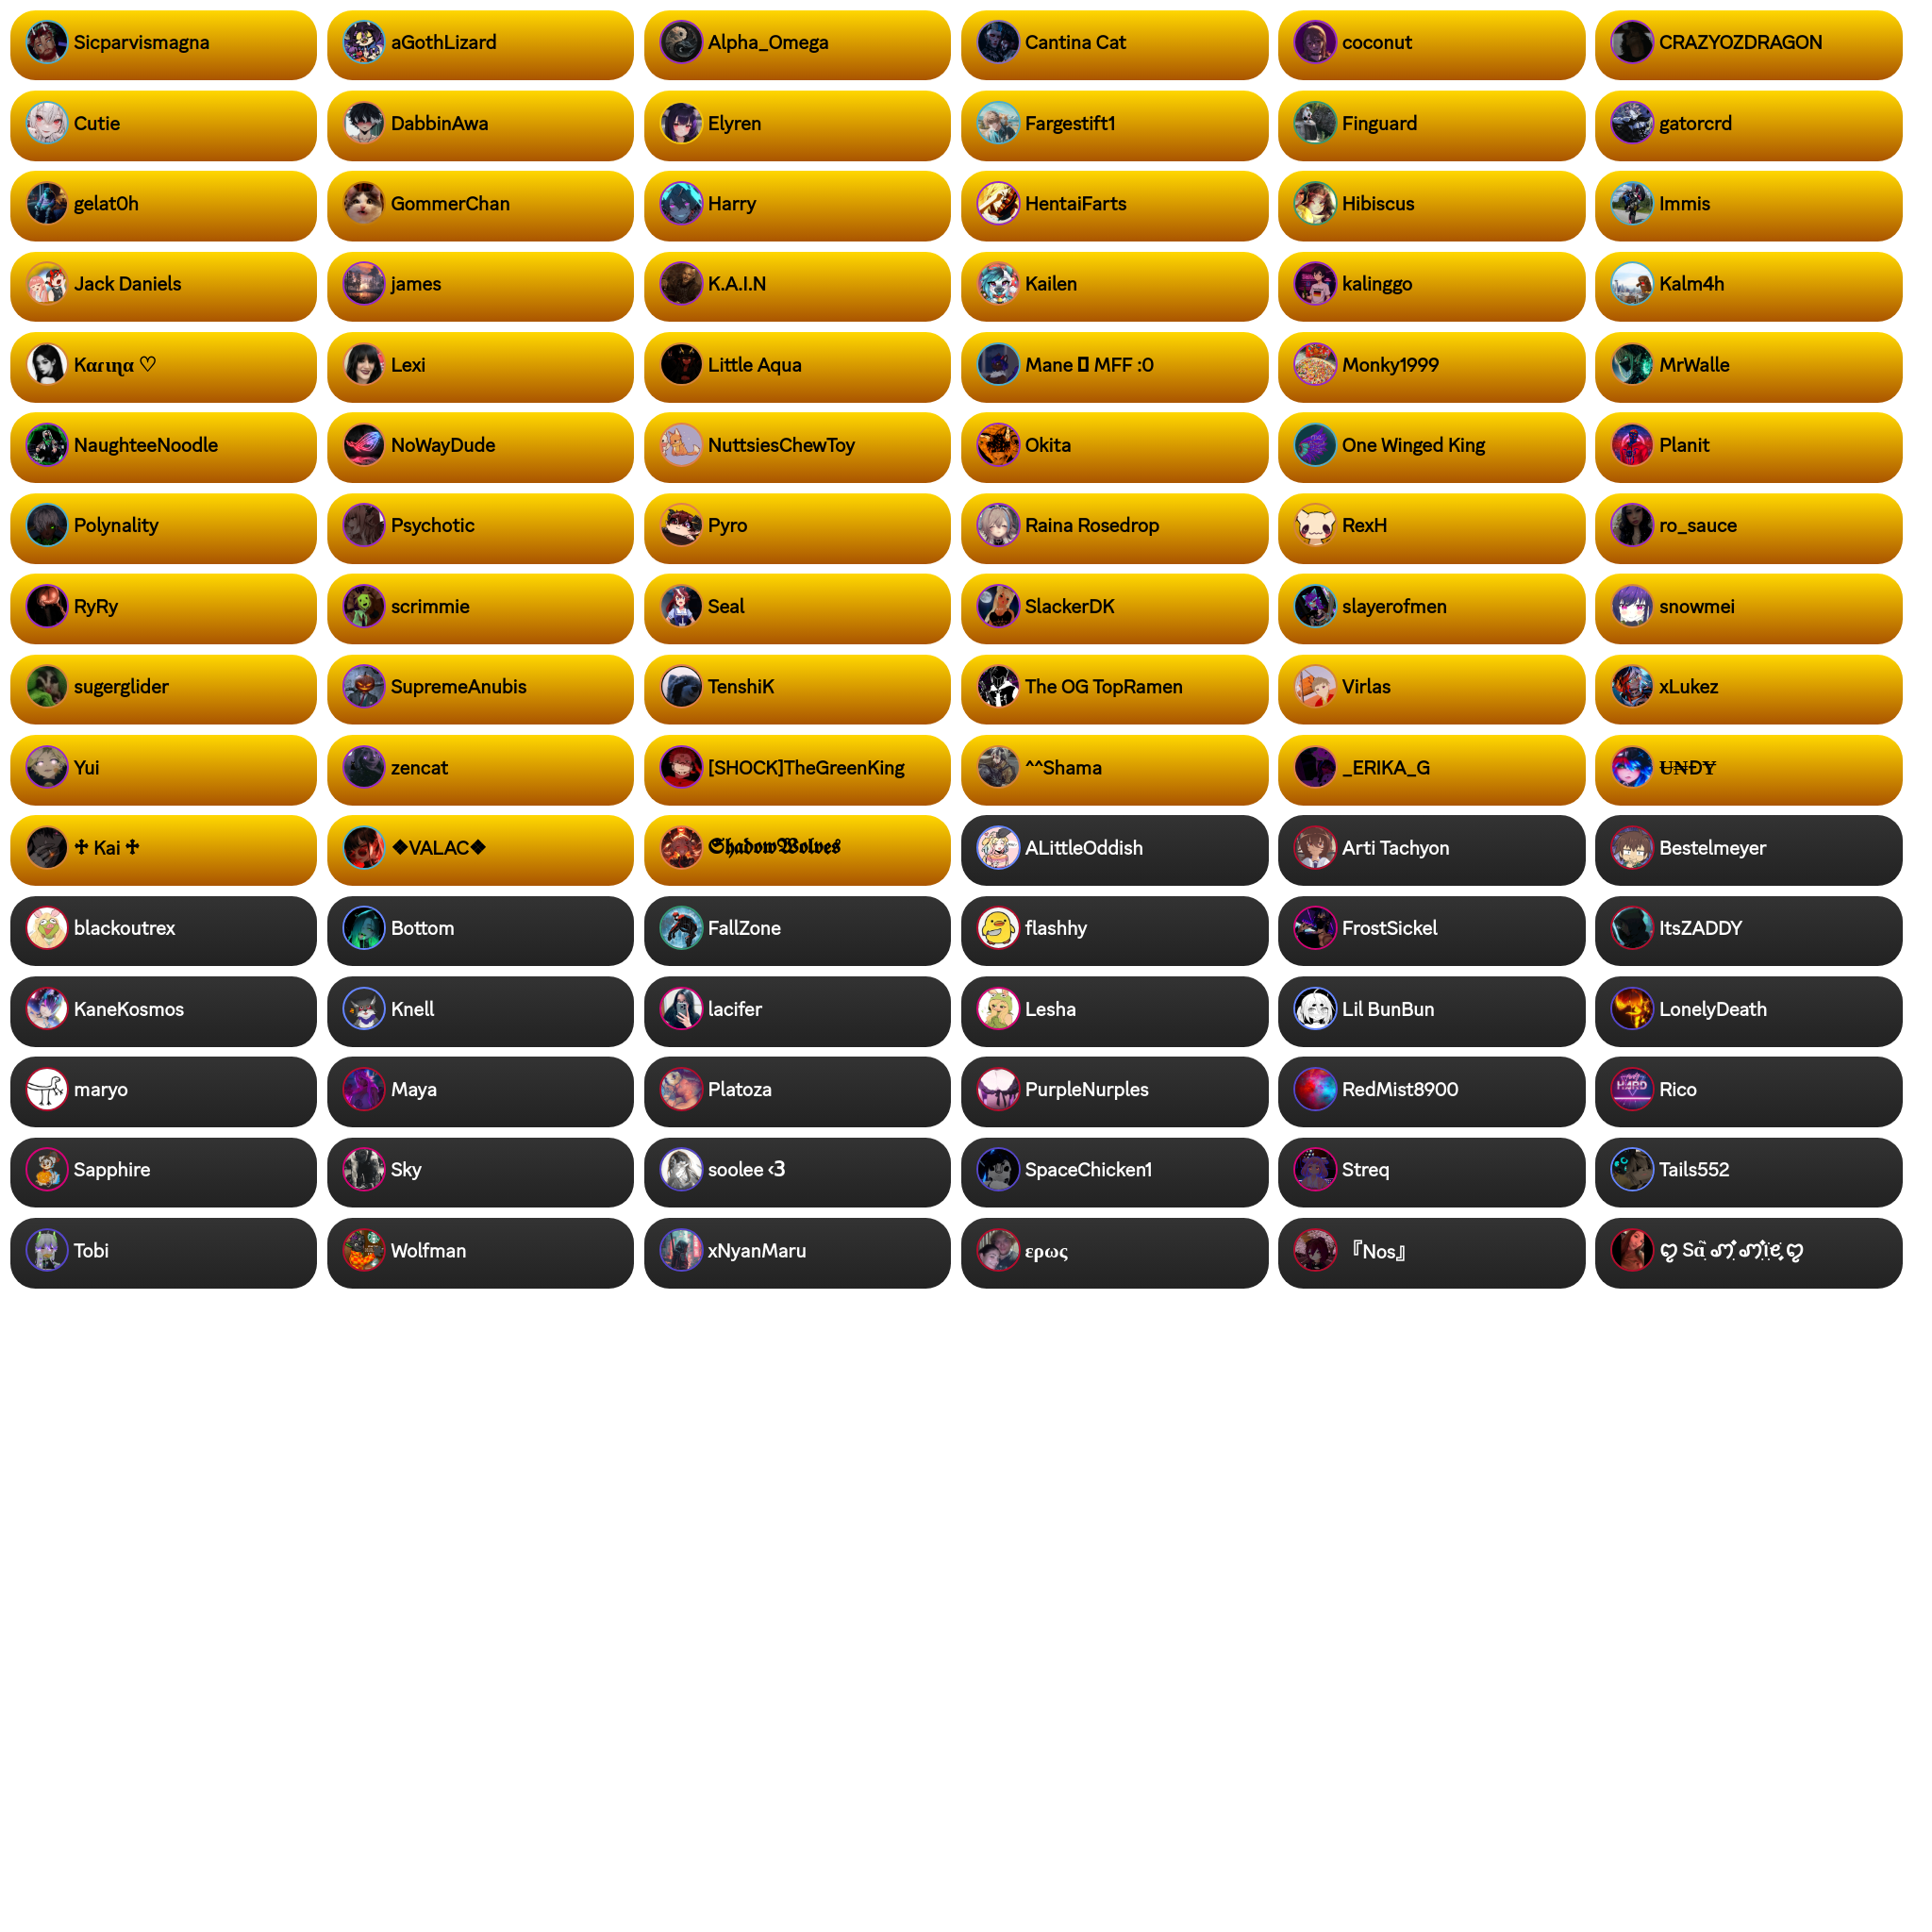 Sicparvismagna
aGothLizard
Alpha_Omega
Cantina Cat
coconut
CRAZYOZDRAGON
Cutie
DabbinAwa
Elyren
Fargestift1
Finguard
gatorcrd
gelat0h
GommerChan
Harry
HentaiFarts
Hibiscus
Immis
Jack Daniels
james
K.A.I.N
Kailen
kalinggo
Kalm4h
Kαɾιɳα ♡
Lexi
Little Aqua
Mane MFF :0
Monky1999
MrWalle
NaughteeNoodle
NoWayDude
NuttsiesChewToy
Okita
One Winged King
Planit
Polynality
Psychotic
Pyro
Raina Rosedrop
RexH
ro_sauce
RyRy
scrimmie
Seal
SlackerDK
slayerofmen
snowmei
sugerglider
SupremeAnubis
TenshiK
The OG TopRamen
Virlas
xLukez
Yui
zencat
[SHOCK]TheGreenKing
^^Shama
_ERIKA_G
U̶N̶D̶Y̶
♱ Kai ♱
❖VALAC❖
𝕾𝖍𝖆𝖉𝖔𝖜𝖂𝖔𝖑𝖛𝖊𝖘
ALittleOddish
Arti Tachyon
Bestelmeyer
blackoutrex
Bottom
FallZone
flashhy
FrostSickel
ItsZADDY
KaneKosmos
Knell
lacifer
Lesha
Lil BunBun
LonelyDeath
maryo
Maya
Platoza
PurpleNurples
RedMist8900
Rico
Sapphire
Sky
soolee <3
SpaceChicken1
Streq
Tails552
Tobi
Wolfman
xNyanMaru
ερως
『Nos』